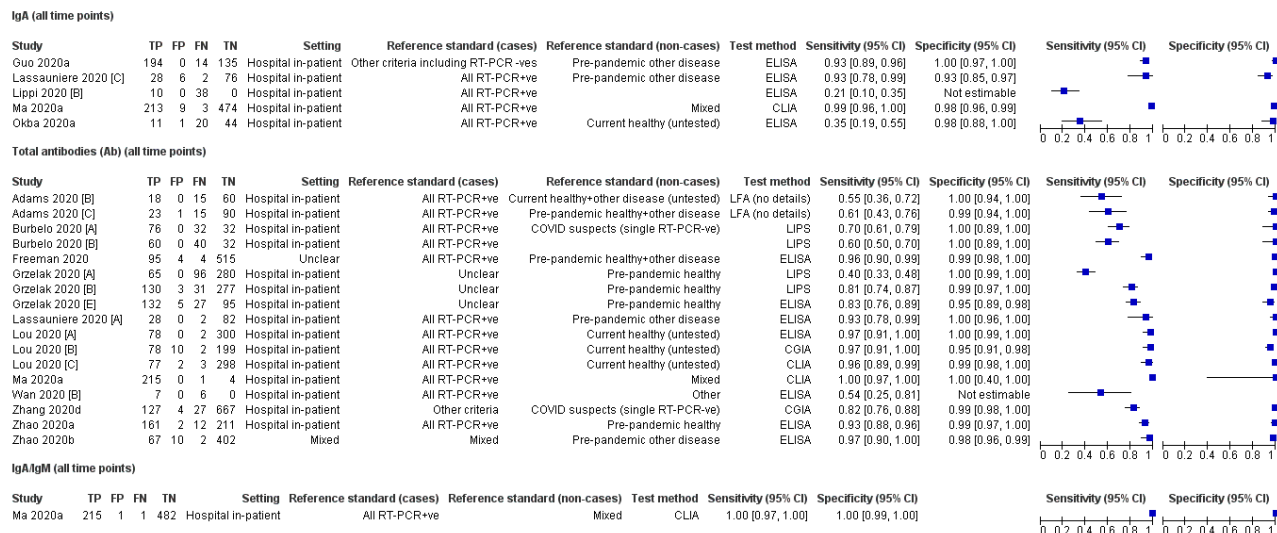 IgA (all time points)
Study TP FP FN TN Setting Reference standard (cases) Reference standard (non-cases) Test method Sensitivity (95% CI) Specificity (95% CI) Sensitivity (95% CI) Specificity (95% CI)
Guo 2020a 194 0 14 135 Hospital in-patient Other criteria including RT-PCR -ves Pre-pandemic other disease ELISA 0.93 [0.89, 0.96] 1.00 [0.97, 1.00]
Lassauniere 2020 [C] 28 6 2 76 Hospital in-patient All RT-PCR+ve Pre-pandemic other disease ELISA 0.93 [0.78, 0.99] 0.93 [0.85, 0.97]
Lippi 2020 [B] 10 0 38 0 Hospital in-patient All RT-PCR+ve ELISA 0.21 [0.10, 0.35] Not estimable
Ma 2020a 213 9 3 474 Hospital in-patient All RT-PCR+ve Mixed CLIA 0.99 [0.96, 1.00] 0.98 [0.96, 0.99]
Okba 2020a 11 1 20 44 Hospital in-patient All RT-PCR+ve Current healthy (untested) ELISA 0.35 [0.19, 0.55] 0.98 [0.88, 1.00]
0 0.2 0.4 0.6 0.8 1 0 0.2 0.4 0.6 0.8 1
Total antibodies (Ab) (all time points)
Study TP FP FN TN Setting Reference standard (cases) Reference standard (non-cases) Test method Sensitivity (95% CI) Specificity (95% CI) Sensitivity (95% CI) Specificity (95% CI)
Adams 2020 [B] 18 0 15 60 Hospital in-patient All RT-PCR+ve Current healthy+other disease (untested) LFA (no details) 0.55 [0.36, 0.72] 1.00 [0.94, 1.00]
Adams 2020 [C] 23 1 15 90 Hospital in-patient All RT-PCR+ve Pre-pandemic healthy+other disease LFA (no details) 0.61 [0.43, 0.76] 0.99 [0.94, 1.00]
Burbelo 2020 [A] 76 0 32 32 Hospital in-patient All RT-PCR+ve COVID suspects (single RT-PCR-ve) LIPS 0.70 [0.61, 0.79] 1.00 [0.89, 1.00]
Burbelo 2020 [B] 60 0 40 32 Hospital in-patient All RT-PCR+ve LIPS 0.60 [0.50, 0.70] 1.00 [0.89, 1.00]
Freeman 2020 95 4 4 515 Unclear All RT-PCR+ve Pre-pandemic healthy+other disease ELISA 0.96 [0.90, 0.99] 0.99 [0.98, 1.00]
Grzelak 2020 [A] 65 0 96 280 Hospital in-patient Unclear Pre-pandemic healthy LIPS 0.40 [0.33, 0.48] 1.00 [0.99, 1.00]
Grzelak 2020 [B] 130 3 31 277 Hospital in-patient Unclear Pre-pandemic healthy LIPS 0.81 [0.74, 0.87] 0.99 [0.97, 1.00]
Grzelak 2020 [E] 132 5 27 95 Hospital in-patient Unclear Pre-pandemic healthy ELISA 0.83 [0.76, 0.89] 0.95 [0.89, 0.98]
Lassauniere 2020 [A] 28 0 2 82 Hospital in-patient All RT-PCR+ve Pre-pandemic other disease ELISA 0.93 [0.78, 0.99] 1.00 [0.96, 1.00]
Lou 2020 [A] 78 0 2 300 Hospital in-patient All RT-PCR+ve Current healthy (untested) ELISA 0.97 [0.91, 1.00] 1.00 [0.99, 1.00]
Lou 2020 [B] 78 10 2 199 Hospital in-patient All RT-PCR+ve Current healthy (untested) CGIA 0.97 [0.91, 1.00] 0.95 [0.91, 0.98]
Lou 2020 [C] 77 2 3 298 Hospital in-patient All RT-PCR+ve Current healthy (untested) CLIA 0.96 [0.89, 0.99] 0.99 [0.98, 1.00]
Ma 2020a 215 0 1 4 Hospital in-patient All RT-PCR+ve Mixed CLIA 1.00 [0.97, 1.00] 1.00 [0.40, 1.00]
Wan 2020 [B] 7 0 6 0 Hospital in-patient All RT-PCR+ve Other ELISA 0.54 [0.25, 0.81] Not estimable
Zhang 2020d 127 4 27 667 Hospital in-patient Other criteria COVID suspects (single RT-PCR-ve) CGIA 0.82 [0.76, 0.88] 0.99 [0.98, 1.00]
Zhao 2020a 161 2 12 211 Hospital in-patient All RT-PCR+ve Pre-pandemic healthy ELISA 0.93 [0.88, 0.96] 0.99 [0.97, 1.00]
Zhao 2020b 67 10 2 402 Mixed Mixed Pre-pandemic other disease ELISA 0.97 [0.90, 1.00] 0.98 [0.96, 0.99]
0 0.2 0.4 0.6 0.8 1 0 0.2 0.4 0.6 0.8 1
IgA/IgM (all time points)
Study TP FP FN TN Setting Reference standard (cases) Reference standard (non-cases) Test method Sensitivity (95% CI) Specificity (95% CI) Sensitivity (95% CI) Specificity (95% CI)
Ma 2020a 215 1 1 482 Hospital in-patient All RT-PCR+ve Mixed CLIA 1.00 [0.97, 1.00] 1.00 [0.99, 1.00]
0 0.2 0.4 0.6 0.8 1 0 0.2 0.4 0.6 0.8 1